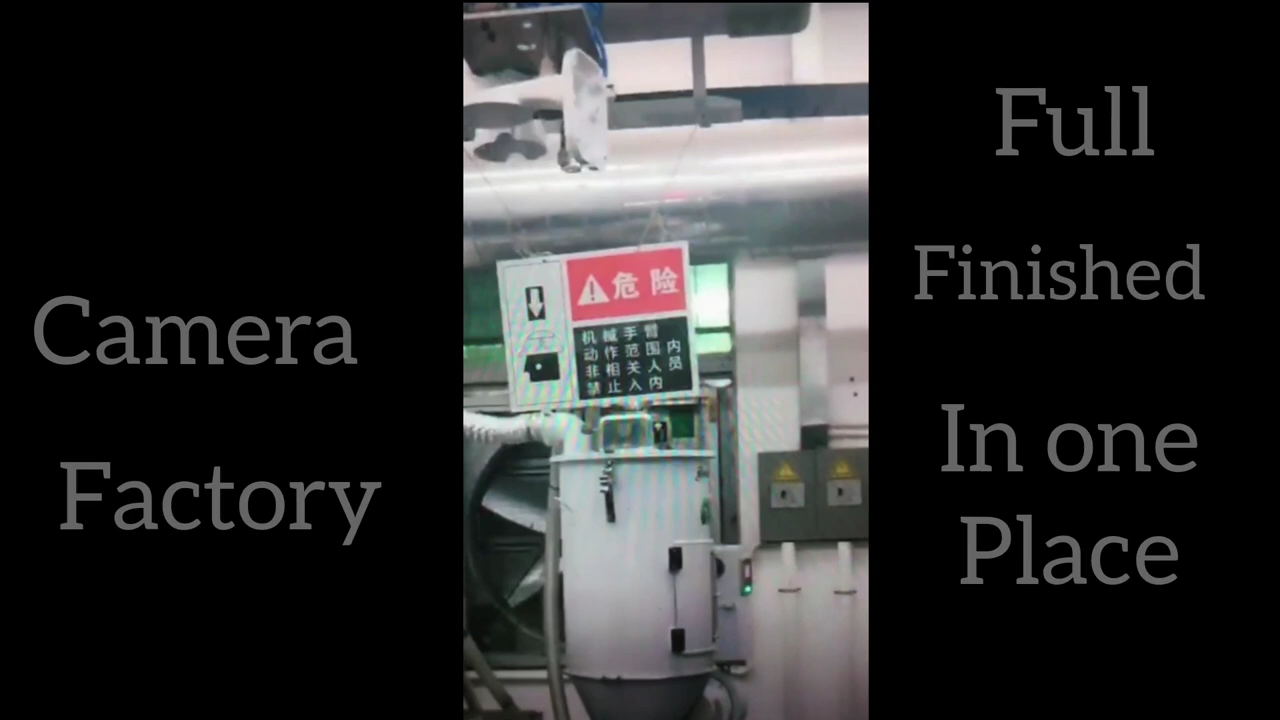 Camera
Factory
危险
机械手臂
动作范围内
非相关人员
禁止入内
Full
Finished
In one
Place